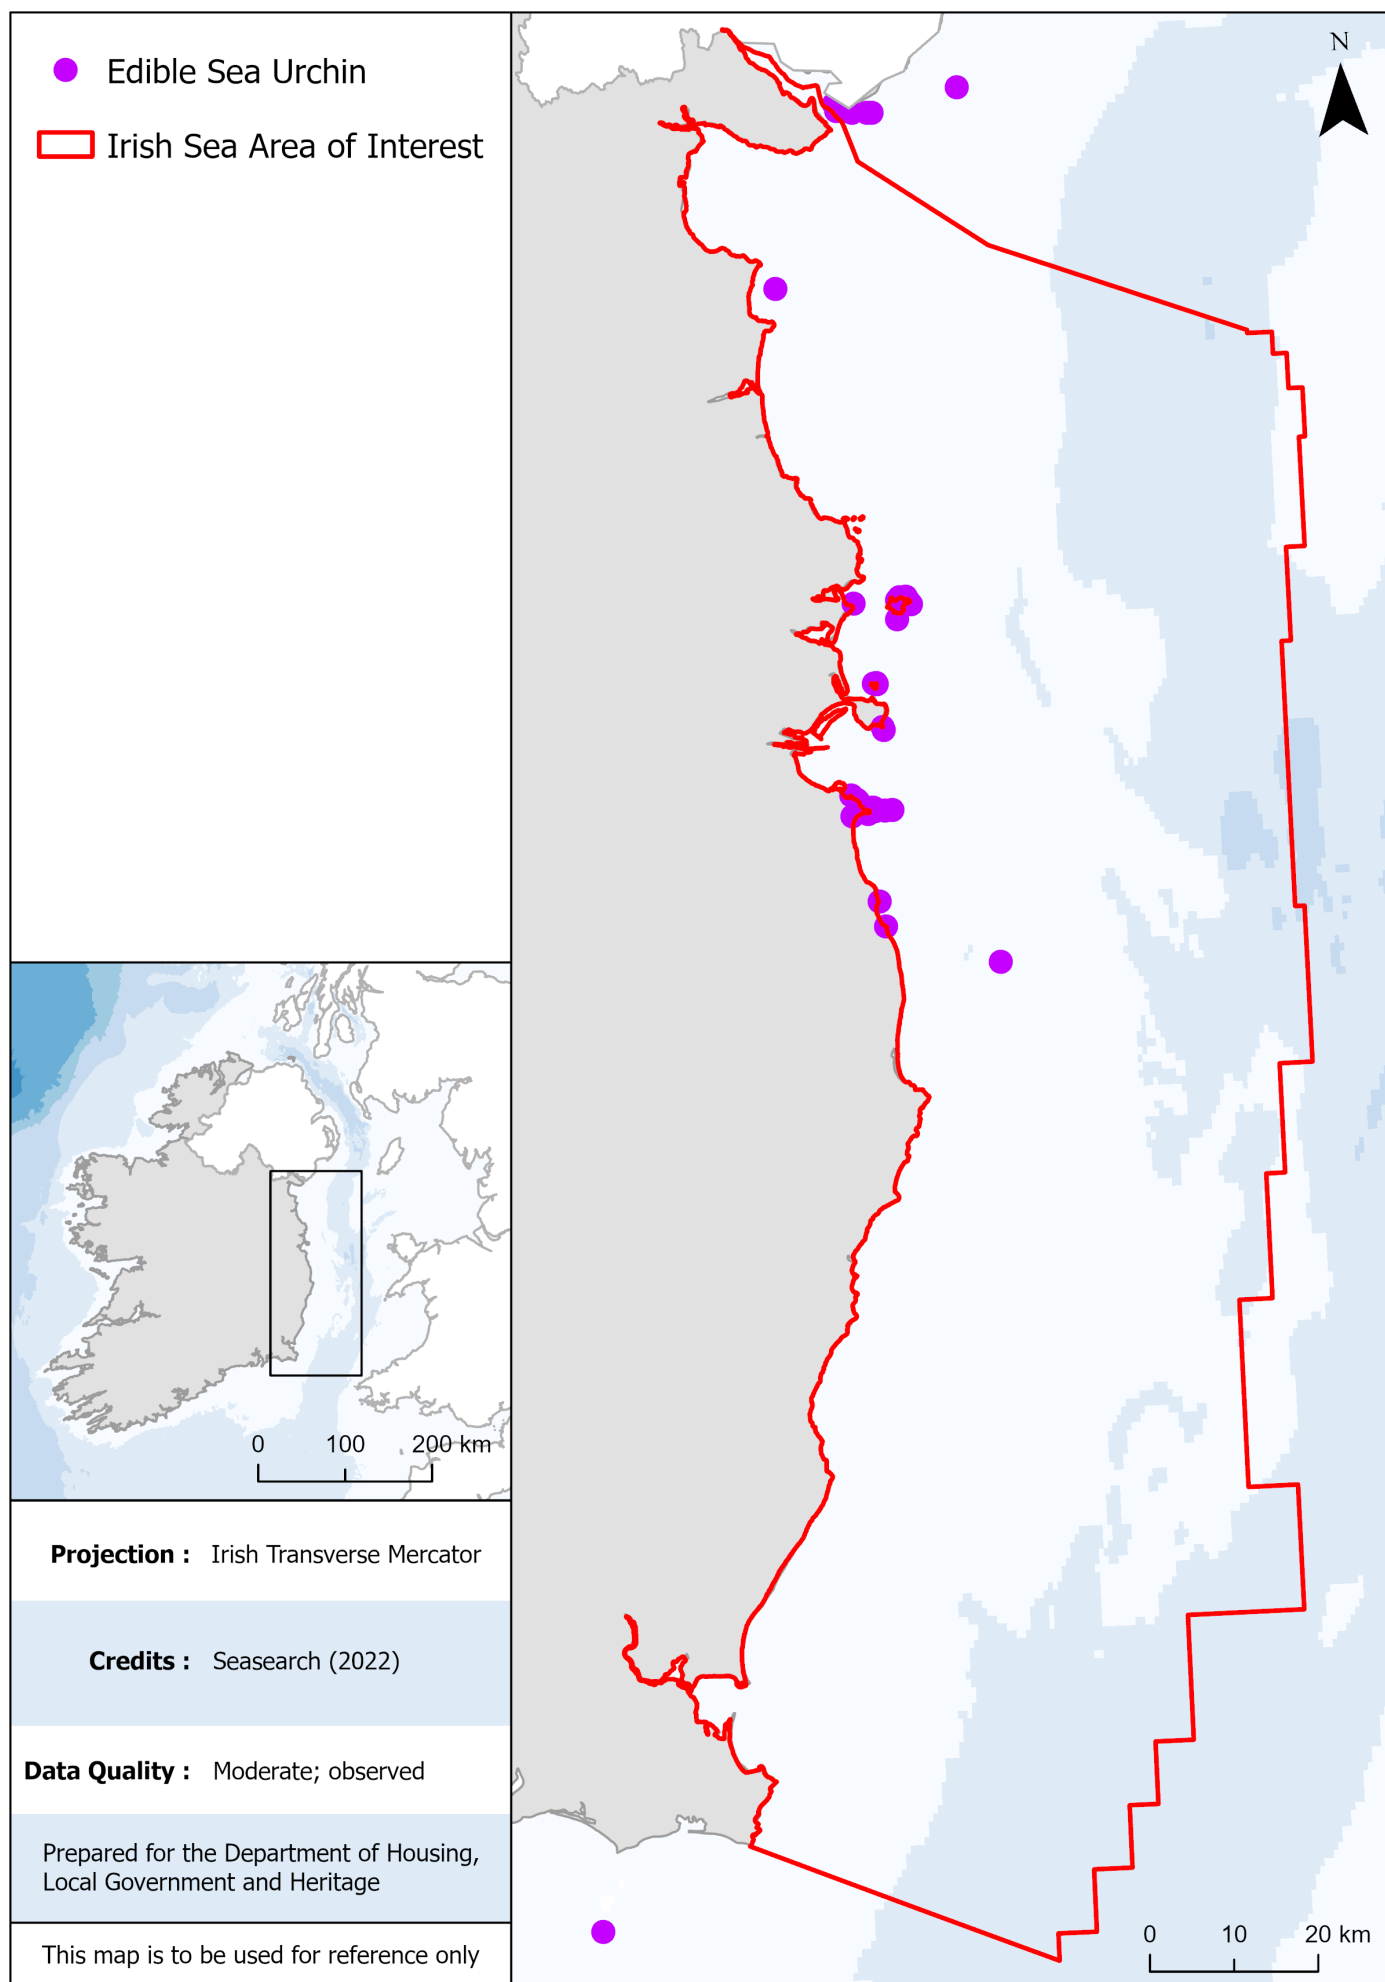 Edible Sea Urchin
Irish Sea Area of Interest
N
0 100 200 km
Projection : Irish Transverse Mercator
Credits : Seasearch (2022)
Data Quality : Moderate; observed
Prepared for the Department of Housing,
Local Government and Heritage
This map is to be used for reference only
0 10 20 km